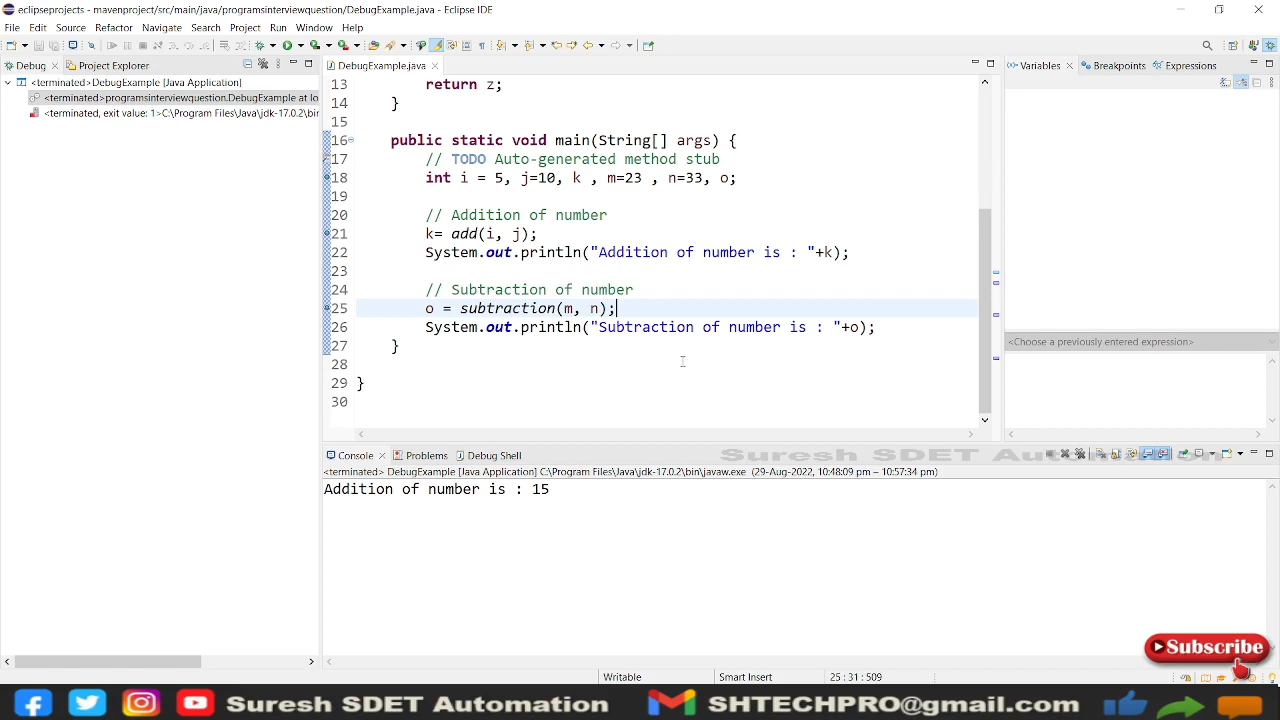 eclipseprojects - mavenproject/src/main/java/programsinterviewquestion/DebugExample.java - Eclipse IDE
File Edit Source Refactor Navigate Search Project Run Window Help
Debug Project Explorer
<terminated>DebugExample [Java Application]
<terminated>programsinterviewquestion.DebugExample at lo
<terminated, exit value: 1>C:\Program Files\Java\jdk-17.0.2\bin
DebugExample.java
13 return z;
14 }
15
16 public static void main(String[] args) {
17 // TODO Auto-generated method stub
18 int i = 5, j=10, k , m=23 , n=33, o;
19
20 // Addition of number
21 k= add(i, j);
22 System.out.println("Addition of number is : "+k);
23
24 // Subtraction of number
25 o = subtraction(m, n);
26 System.out.println("Subtraction of number is : "+o);
27 }
28
29 }
30
Variables Breakpoints Expressions
<Choose a previously entered expression>
Console Problems Debug Shell
Suresh SDET Automation
<terminated> DebugExample [Java Application] C:\Program Files\Java\jdk-17.0.2\bin\javaw.exe (29-Aug-2022, 10:48:09 pm – 10:57:34 pm)
Addition of number is : 15
Subscribe
Writable Smart Insert 25 : 31 : 509
Suresh SDET Automation SHTECHPRO@gmail.com